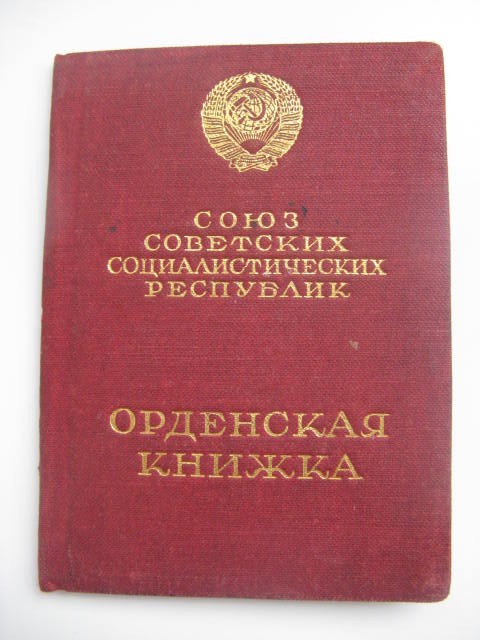 СОЮЗ
СОВЕТСКИХ
СОЦИАЛИСТИЧЕСКИХ
РЕСПУБЛИК
ОРДЕНСКАЯ
КНИЖКА